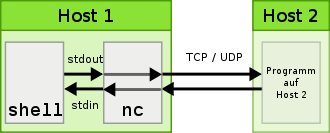 Host 1
Host 2
stdout
TCP / UDP
Programm
auf
Host 2
stdin
shell
nc